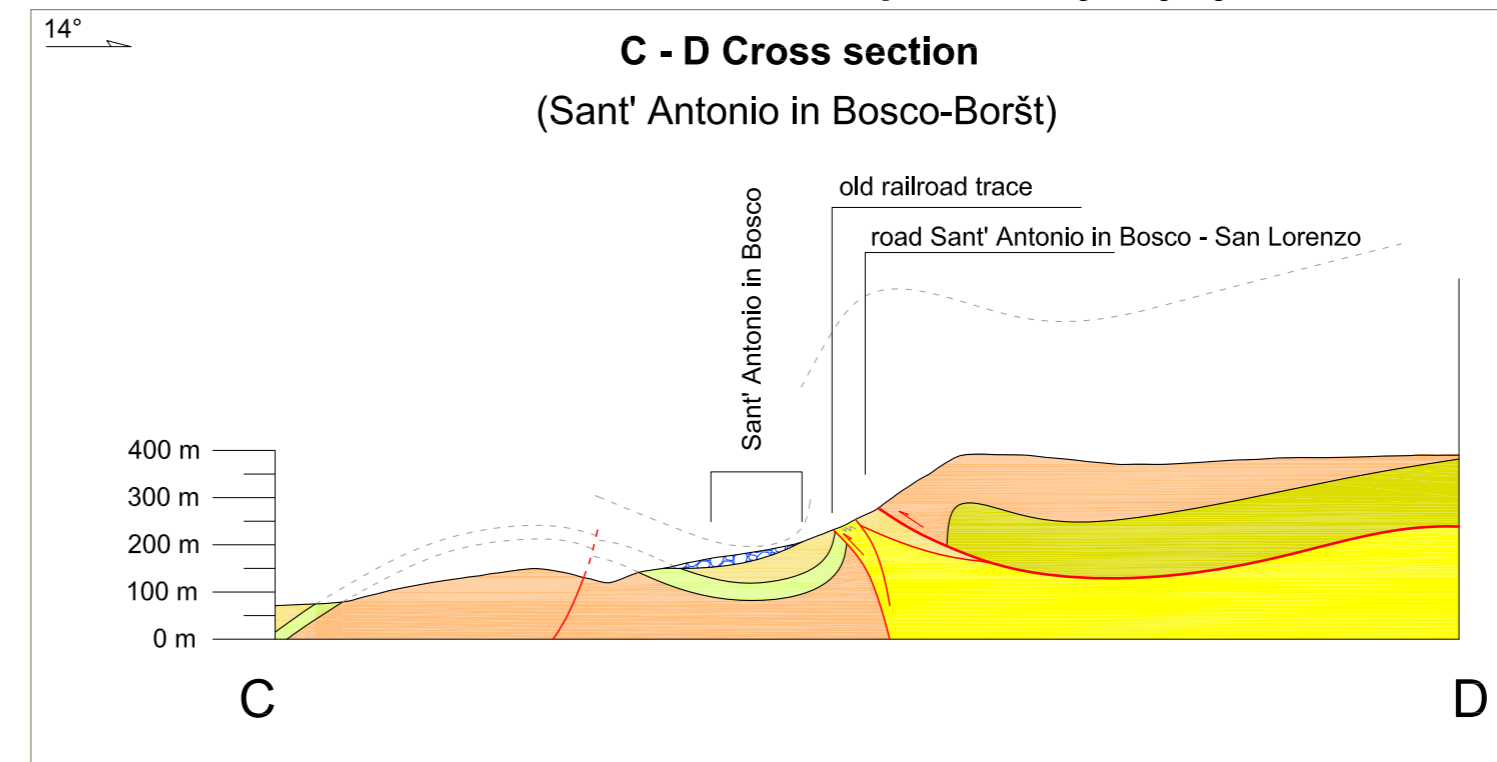 14°
C - D Cross section
(Sant' Antonio in Bosco-Boršt)
old railroad trace
road Sant' Antonio in Bosco - San Lorenzo
Sant' Antonio in Bosco
400 m
300 m
200 m
100 m
0 m
C
D